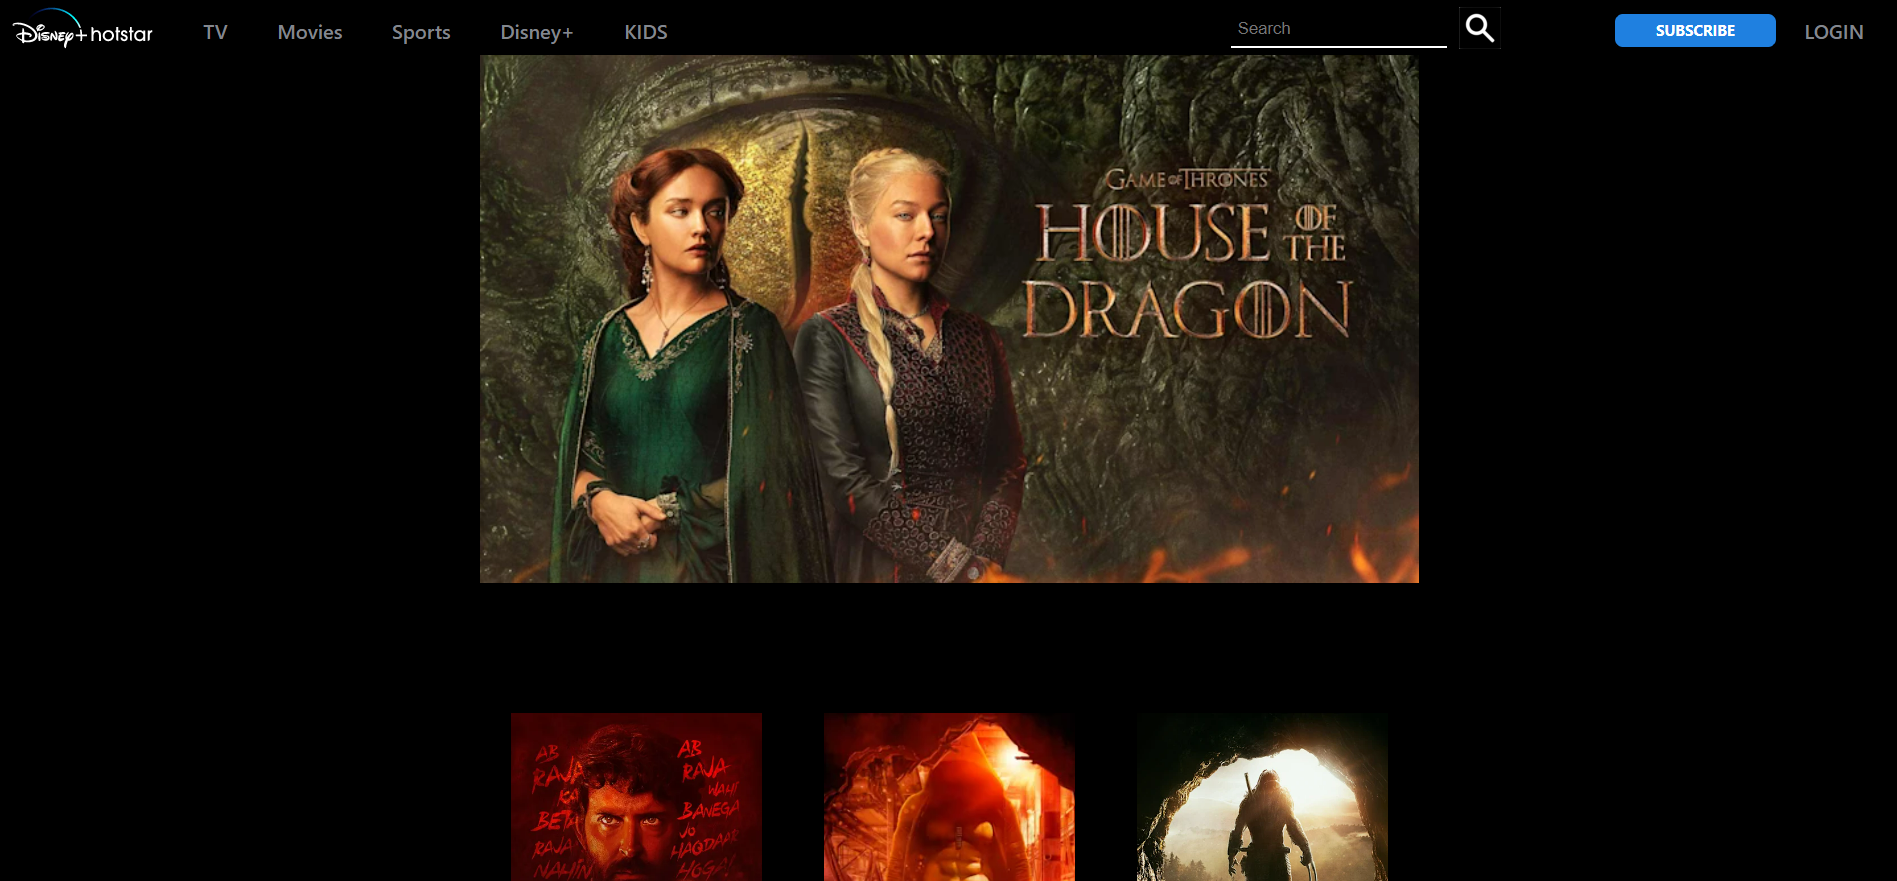 Disney+ hotstar
TV
Movies
Sports
Disney+
KIDS
Search
SUBSCRIBE
LOGIN
GAME OF THRONES
HOUSE OF THE
DRAGON
AB
RAJA
KA
BETA
RAJA
NAHIN,
AB
RAJA
WAHI
BANEGA
JO
HAQDAAR
HOGA!